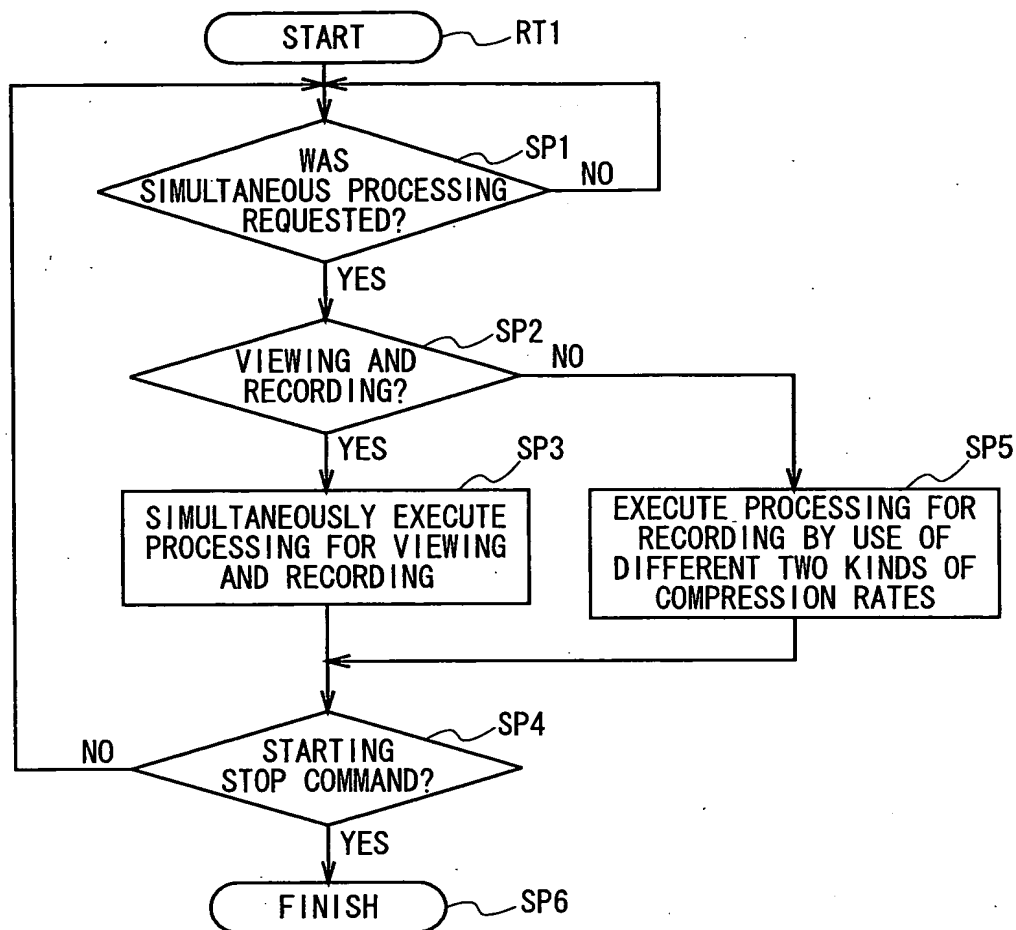 START
RT1
SP1
WAS
SIMULTANEOUS PROCESSING
REQUESTED?
NO
YES
SP2
VIEWING AND
RECORDING?
NO
YES
SP3
SIMULTANEOUSLY EXECUTE
PROCESSING FOR VIEWING
AND RECORDING
SP5
EXECUTE PROCESSING FOR
RECORDING BY USE OF
DIFFERENT TWO KINDS OF
COMPRESSION RATES
SP4
STARTING
STOP COMMAND?
NO
YES
FINISH
SP6